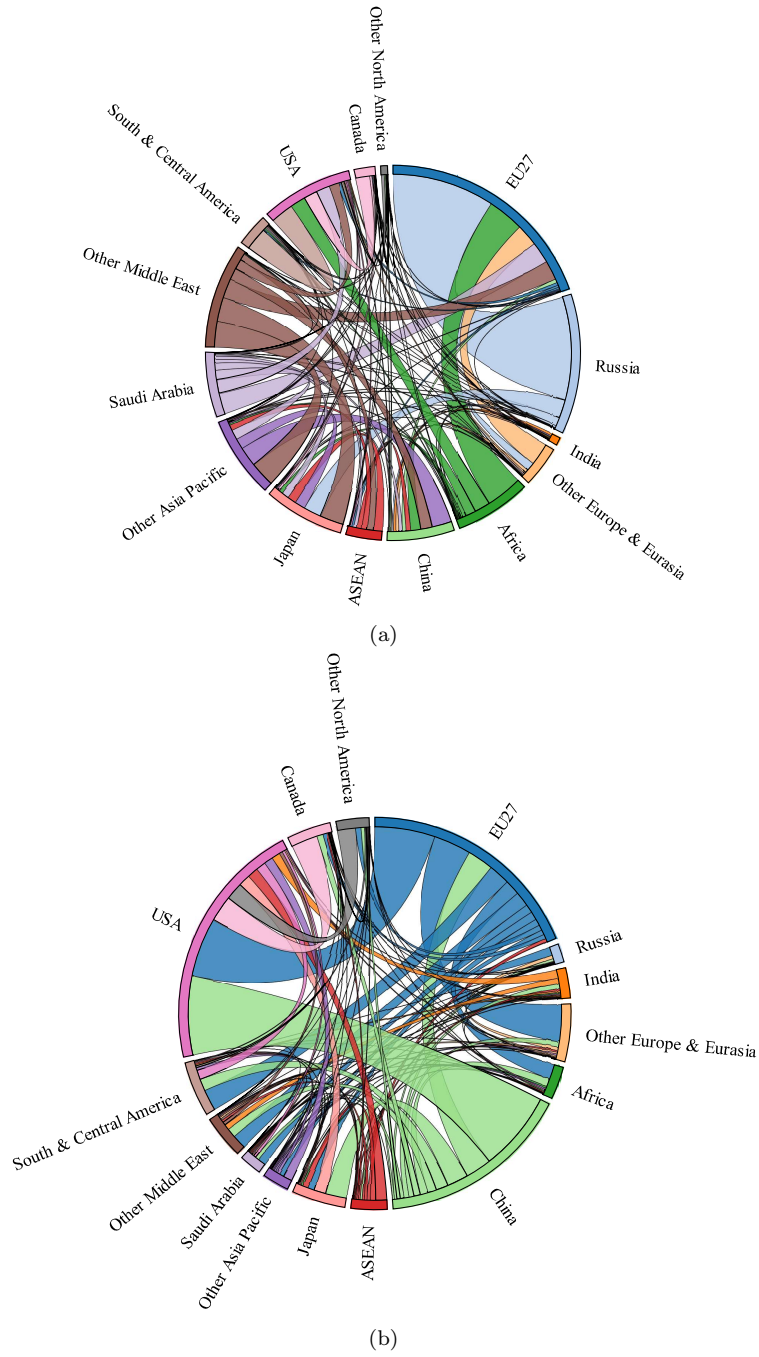 Other North America
Canada
USA
South & Central America
Other Middle East
Saudi Arabia
Other Asia Pacific
Japan
ASEAN
China
Africa
Other Europe & Eurasia
India
Russia
EU27
(a)
Other North America
Canada
USA
South & Central America
Other Middle East
Saudi Arabia
Other Asia Pacific
Japan
ASEAN
China
Africa
Other Europe & Eurasia
India
Russia
EU27
(b)